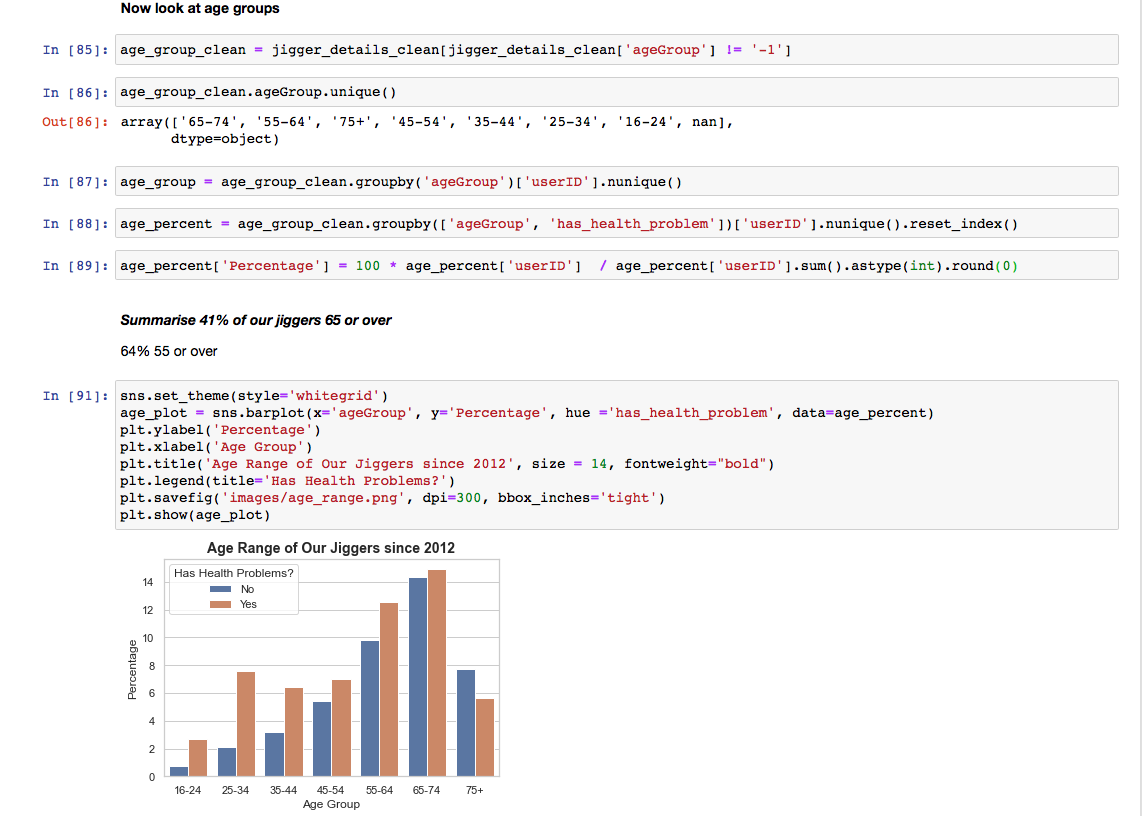 Now look at age groups
In [85]: age_group_clean = jigger_details_clean[jigger_details_clean['ageGroup'] != '-1']
In [86]: age_group_clean.ageGroup.unique()
Out[86]: array(['65-74', '55-64', '75+', '45-54', '35-44', '25-34', '16-24', nan],
dtype=object)
In [87]: age_group = age_group_clean.groupby('ageGroup')['userID'].nunique()
In [88]: age_percent = age_group_clean.groupby(['ageGroup', 'has_health_problem'])['userID'].nunique().reset_index()
In [89]: age_percent['Percentage'] = 100 * age_percent['userID']  / age_percent['userID'].sum().astype(int).round(0)
Summarise 41% of our jiggers 65 or over
64% 55 or over
In [91]: sns.set_theme(style='whitegrid')
age_plot = sns.barplot(x='ageGroup', y='Percentage', hue ='has_health_problem', data=age_percent)
plt.ylabel('Percentage')
plt.xlabel('Age Group')
plt.title('Age Range of Our Jiggers since 2012', size = 14, fontweight="bold")
plt.legend(title='Has Health Problems?')
plt.savefig('images/age_range.png', dpi=300, bbox_inches='tight')
plt.show(age_plot)
Age Range of Our Jiggers since 2012
Has Health Problems?
No
Yes
Percentage
14
12
10
8
6
4
2
0
16-24 25-34 35-44 45-54 55-64 65-74 75+
Age Group